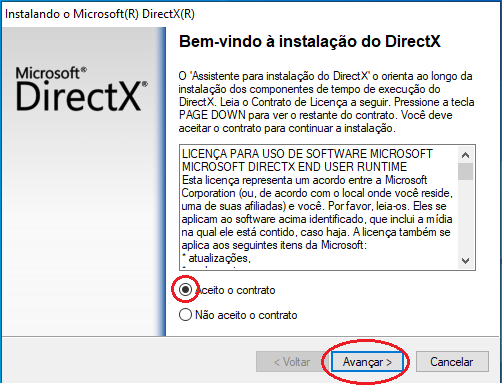 Instalando o Microsoft(R) DirectX(R)
Microsoft®
DirectX®
Bem-vindo à instalação do DirectX
O 'Assistente para instalação do DirectX' o orienta ao longo da
instalação dos componentes de tempo de execução do
DirectX. Leia o Contrato de Licença a seguir. Pressione a tecla
PAGE DOWN para ver o restante do contrato. Você deve
aceitar o contrato para continuar a instalação.
LICENÇA PARA USO DE SOFTWARE MICROSOFT
MICROSOFT DIRECTX END USER RUNTIME
Esta licença representa um acordo entre a Microsoft
Corporation (ou, de acordo com o local onde você reside,
uma de suas afiliadas) e você. Por favor, leia-os. Eles se
aplicam ao software acima identificado, que inclui a mídia
na qual ele está contido, caso haja. A licença também se
aplica aos seguintes itens da Microsoft:
* atualizações,
Aceito o contrato
Não aceito o contrato
< Voltar
Avançar >
Cancelar